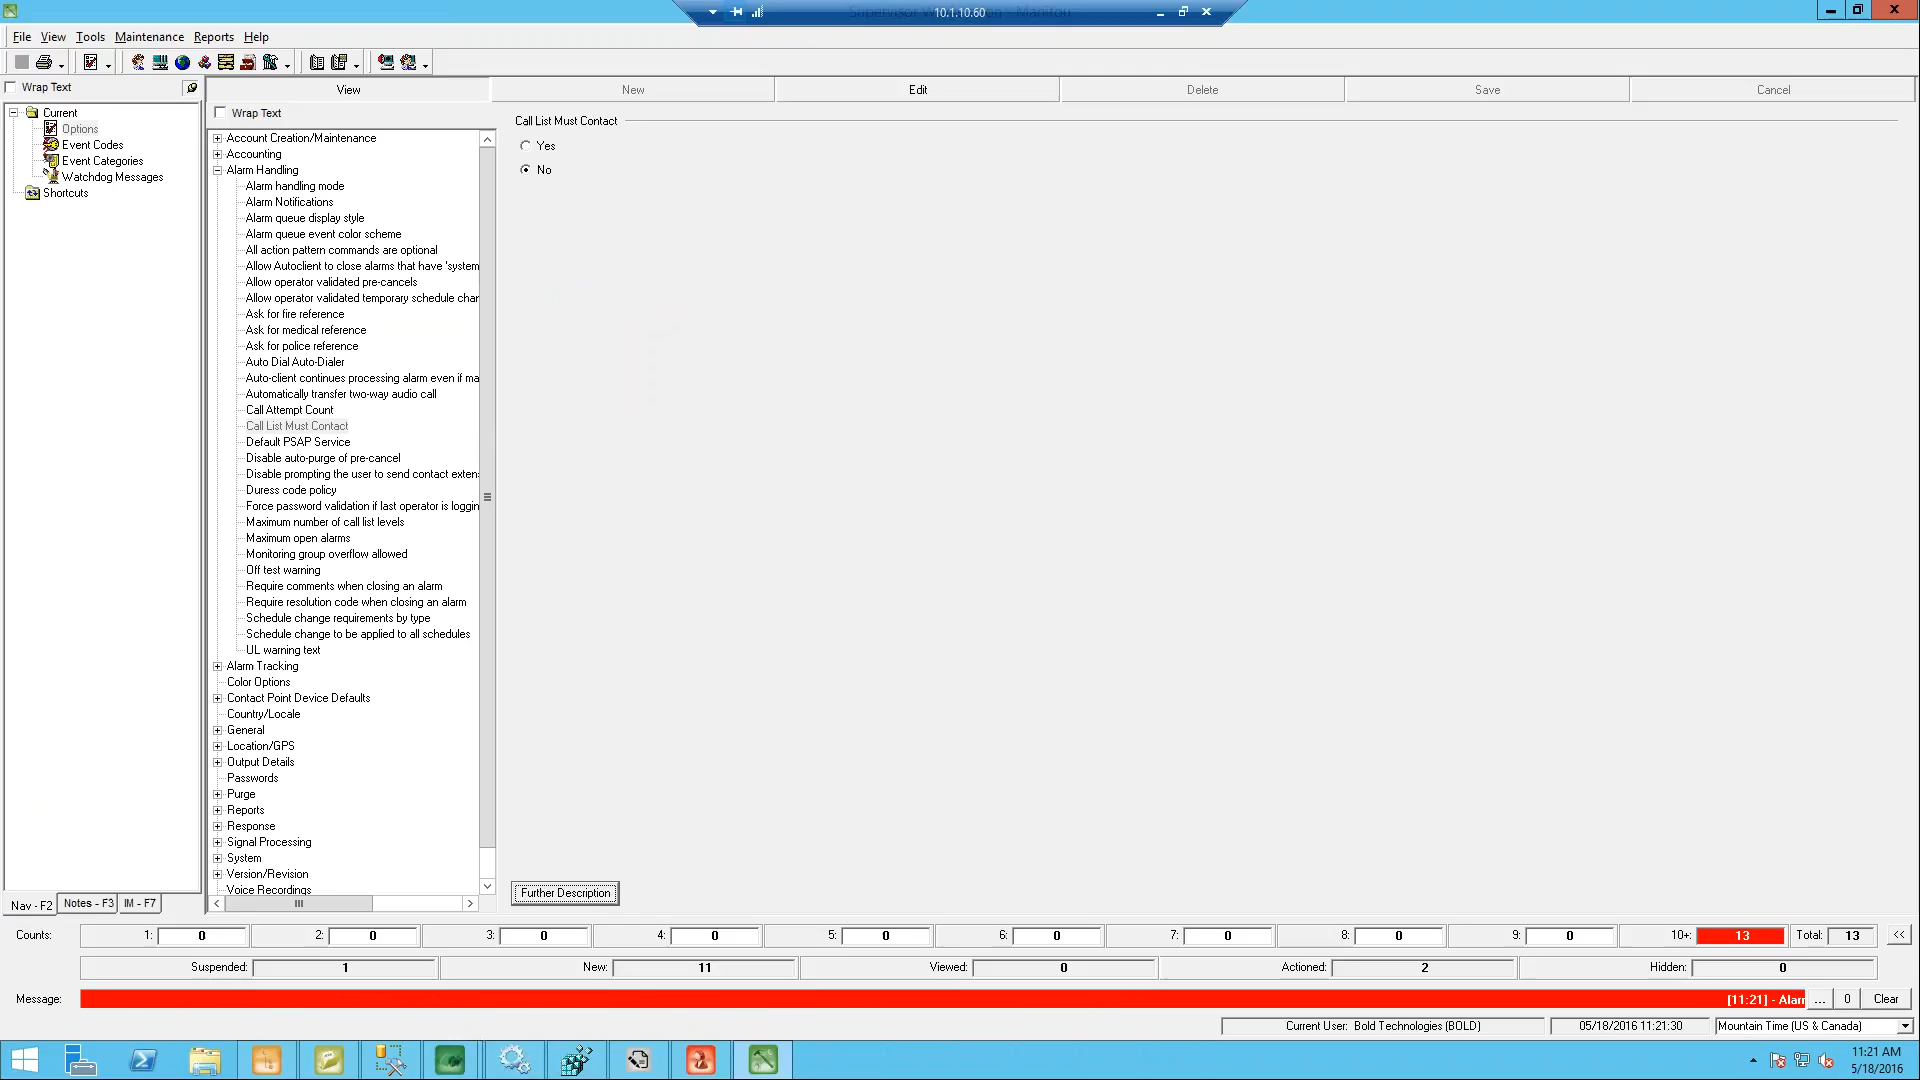 10.1.10.60
File View Tools Maintenance Reports Help
Wrap Text
Current
Options
Event Codes
Event Categories
Watchdog Messages
Shortcuts
Nav - F2 Notes - F3 IM - F7
View New Edit Delete Save Cancel
Wrap Text
Account Creation/Maintenance
Accounting
Alarm Handling
Alarm handling mode
Alarm Notifications
Alarm queue display style
Alarm queue event color scheme
All action pattern commands are optional
Allow Autoclient to close alarms that have 'system
Allow operator validated pre-cancels
Allow operator validated temporary schedule char
Ask for fire reference
Ask for medical reference
Ask for police reference
Auto Dial Auto-Dialer
Auto-client continues processing alarm even if ma
Automatically transfer two-way audio call
Call Attempt Count
Call List Must Contact
Default PSAP Service
Disable auto-purge of pre-cancel
Disable prompting the user to send contact extens
Duress code policy
Force password validation if last operator is loggin
Maximum number of call list levels
Maximum open alarms
Monitoring group overflow allowed
Off test warning
Require comments when closing an alarm
Require resolution code when closing an alarm
Schedule change requirements by type
Schedule change to be applied to all schedules
UL warning text
Alarm Tracking
Color Options
Contact Point Device Defaults
Country/Locale
General
Location/GPS
Output Details
Passwords
Purge
Reports
Response
Signal Processing
System
Version/Revision
Voice Recordings
Call List Must Contact
Yes
No
Further Description
Counts: 1: 0 2: 0 3: 0 4: 0 5: 0 6: 0 7: 0 8: 0 9: 0 10+: 13 Total: 13 <<
Suspended: 1 New: 11 Viewed: 0 Actioned: 2 Hidden: 0
Message: [11:21] - Alarr ... 0 Clear
Current User: Bold Technologies (BOLD) 05/18/2016 11:21:30 Mountain Time (US & Canada)
11:21 AM
5/18/2016